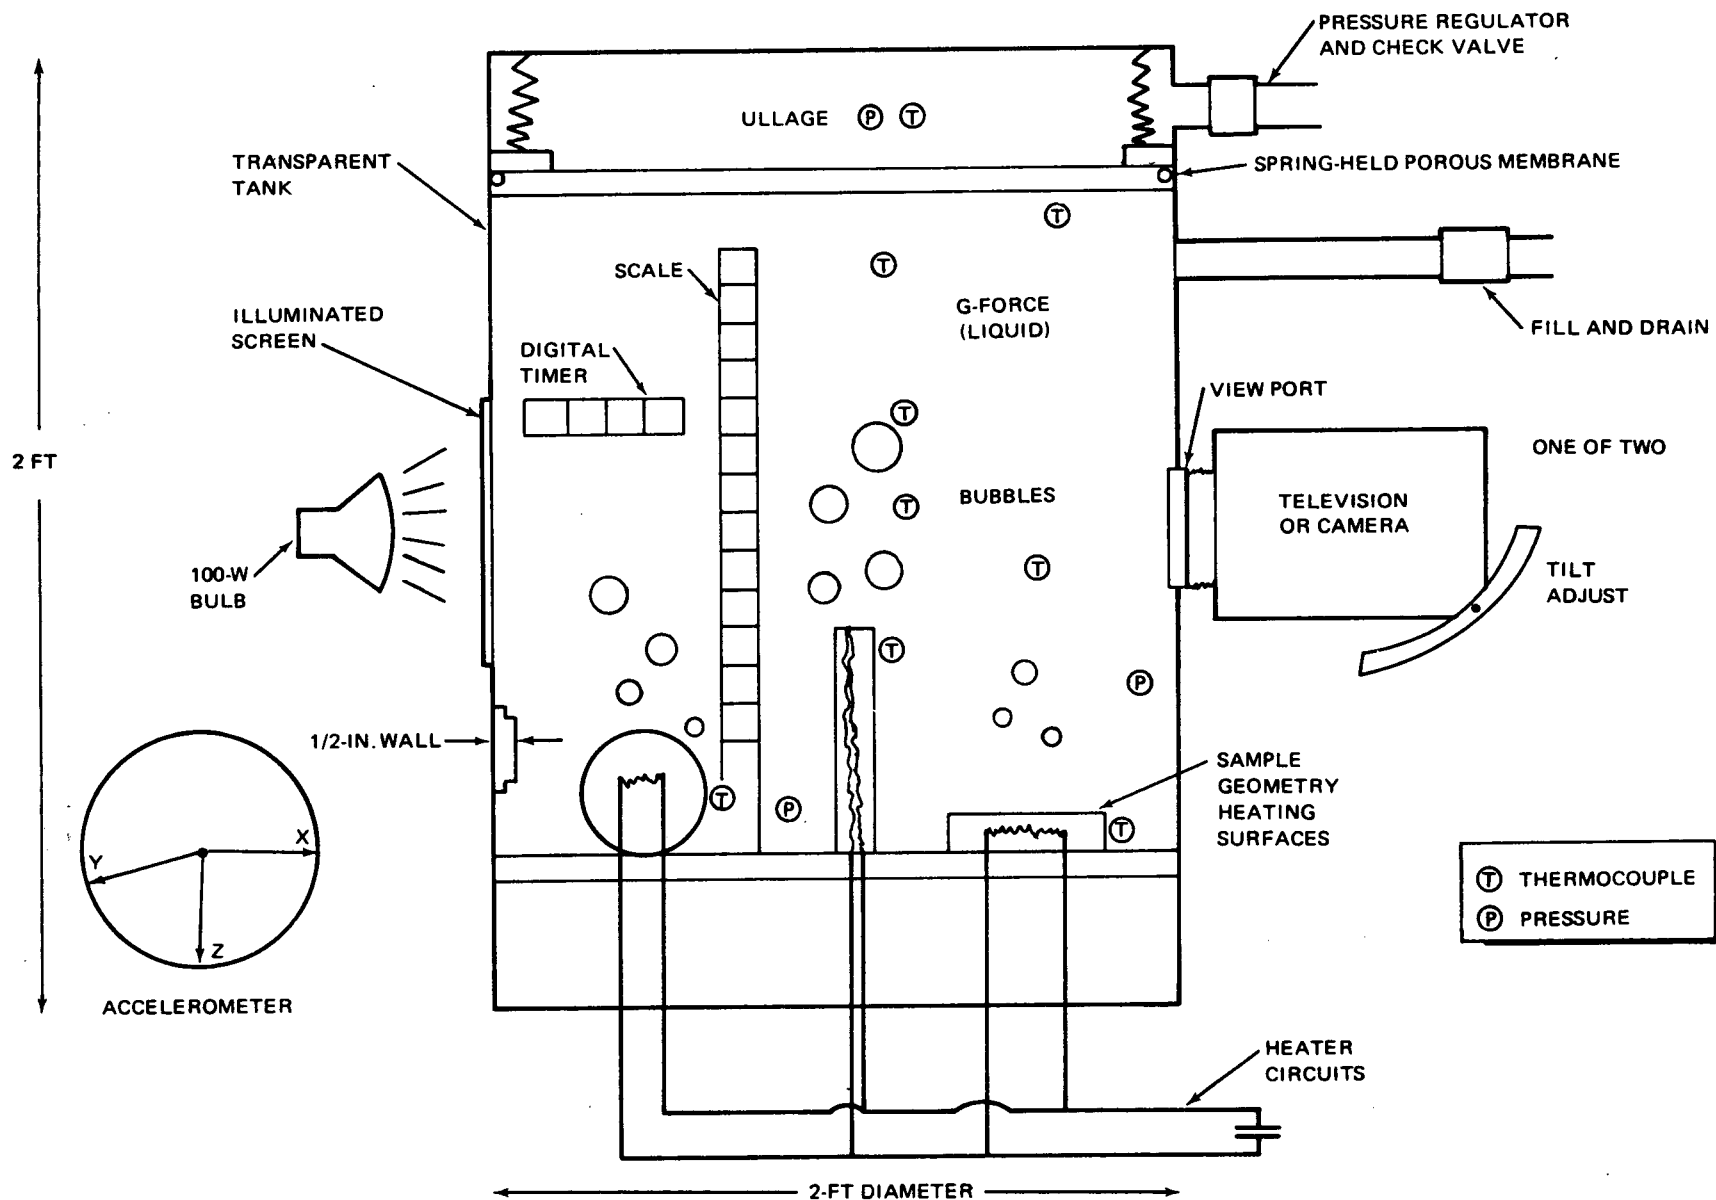 PRESSURE REGULATOR
AND CHECK VALVE
ULLAGE P T
TRANSPARENT
TANK
SPRING-HELD POROUS MEMBRANE
T
T
SCALE
G-FORCE
(LIQUID)
ILLUMINATED
SCREEN
FILL AND DRAIN
DIGITAL
TIMER
VIEW PORT
T
2 FT
ONE OF TWO
BUBBLES
T
TELEVISION
OR CAMERA
100-W
BULB
T
TILT
ADJUST
T
P
1/2-IN. WALL
SAMPLE
GEOMETRY
HEATING
SURFACES
T
P
T
X
Y
Z
ACCELEROMETER
T THERMOCOUPLE
P PRESSURE
HEATER
CIRCUITS
2-FT DIAMETER